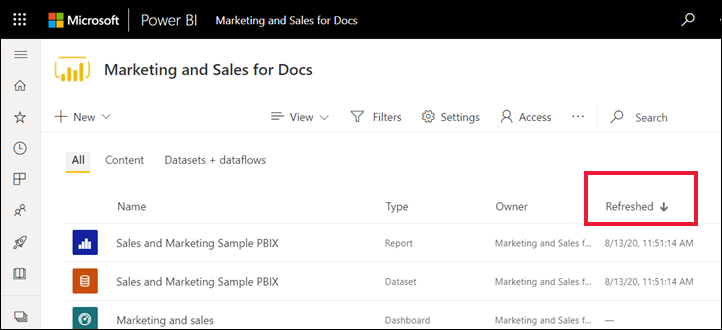 Microsoft Power BI Marketing and Sales for Docs
Marketing and Sales for Docs
New View Filters Settings Access ... Search
All Content Datasets + dataflows
Name Type Owner Refreshed
Sales and Marketing Sample PBIX Report Marketing and Sales for D... 8/13/20, 11:51:14 AM
Sales and Marketing Sample PBIX Dataset Marketing and Sales for D... 8/13/20, 11:51:14 AM
Marketing and sales Dashboard Marketing and Sales for D... —